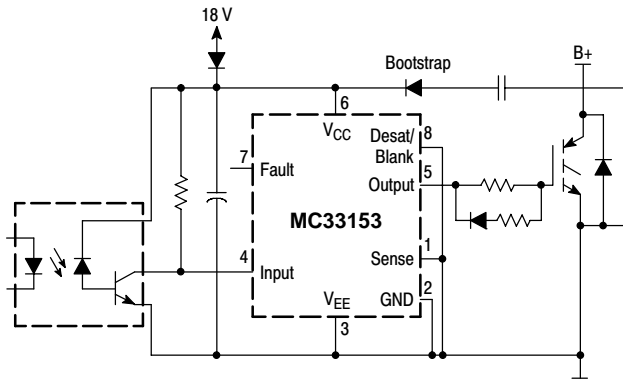 18 V
Bootstrap
B+
6
VCC
Desat/
Blank
8
7
Fault
5
Output
MC33153
4
Input
1
Sense
VEE
2
GND
3